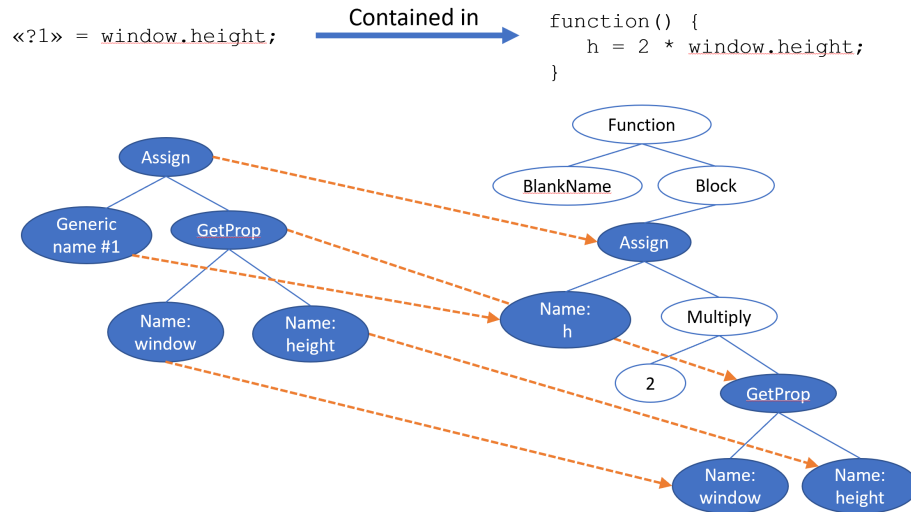 «?1» = window.height;
Contained in
function() {
h = 2 * window.height;
}
Function
Assign
BlankName
Block
Generic
name #1
GetProp
Assign
Name:
window
Name:
height
Name:
h
Multiply
2
GetProp
Name:
window
Name:
height